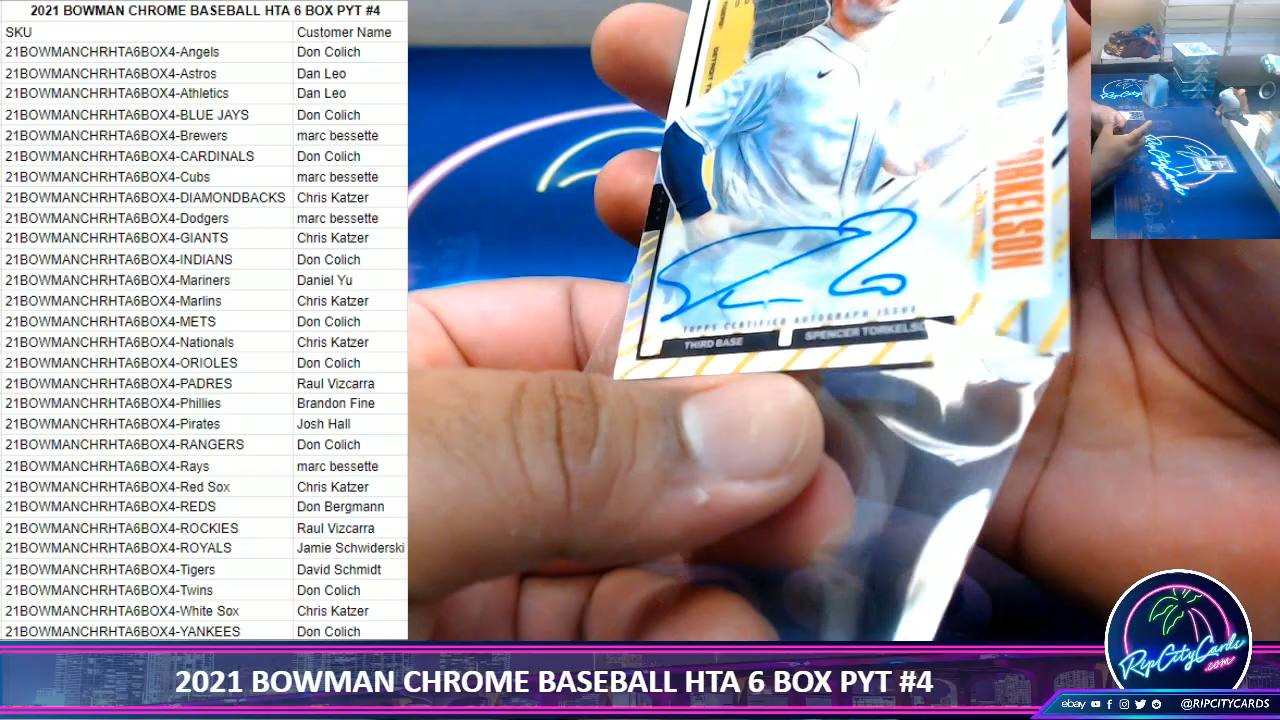 2021 BOWMAN CHROME BASEBALL HTA 6 BOX PYT #4
SKU Customer Name
21BOWMANCHRHTA6BOX4-Angels Don Colich
21BOWMANCHRHTA6BOX4-Astros Dan Leo
21BOWMANCHRHTA6BOX4-Athletics Dan Leo
21BOWMANCHRHTA6BOX4-BLUE JAYS Don Colich
21BOWMANCHRHTA6BOX4-Brewers marc bessette
21BOWMANCHRHTA6BOX4-CARDINALS Don Colich
21BOWMANCHRHTA6BOX4-Cubs marc bessette
21BOWMANCHRHTA6BOX4-DIAMONDBACKS Chris Katzer
21BOWMANCHRHTA6BOX4-Dodgers marc bessette
21BOWMANCHRHTA6BOX4-GIANTS Chris Katzer
21BOWMANCHRHTA6BOX4-INDIANS Don Colich
21BOWMANCHRHTA6BOX4-Mariners Daniel Yu
21BOWMANCHRHTA6BOX4-Marlins Chris Katzer
21BOWMANCHRHTA6BOX4-METS Don Colich
21BOWMANCHRHTA6BOX4-Nationals Chris Katzer
21BOWMANCHRHTA6BOX4-ORIOLES Don Colich
21BOWMANCHRHTA6BOX4-PADRES Raul Vizcarra
21BOWMANCHRHTA6BOX4-Phillies Brandon Fine
21BOWMANCHRHTA6BOX4-Pirates Josh Hall
21BOWMANCHRHTA6BOX4-RANGERS Don Colich
21BOWMANCHRHTA6BOX4-Rays marc bessette
21BOWMANCHRHTA6BOX4-Red Sox Chris Katzer
21BOWMANCHRHTA6BOX4-REDS Don Bergmann
21BOWMANCHRHTA6BOX4-ROCKIES Raul Vizcarra
21BOWMANCHRHTA6BOX4-ROYALS Jamie Schwiderski
21BOWMANCHRHTA6BOX4-Tigers David Schmidt
21BOWMANCHRHTA6BOX4-Twins Don Colich
21BOWMANCHRHTA6BOX4-White Sox Chris Katzer
21BOWMANCHRHTA6BOX4-YANKEES Don Colich
ORKELSON
TOPPS CERTIFIED AUTOGRAPH ISSUE
THIRD BASE SPENCER TORKELS
RipCityCards
.com
2021 BOWMAN CHROME BASEBALL HTA 6 BOX PYT #4
ebay @RIPCITYCARDS